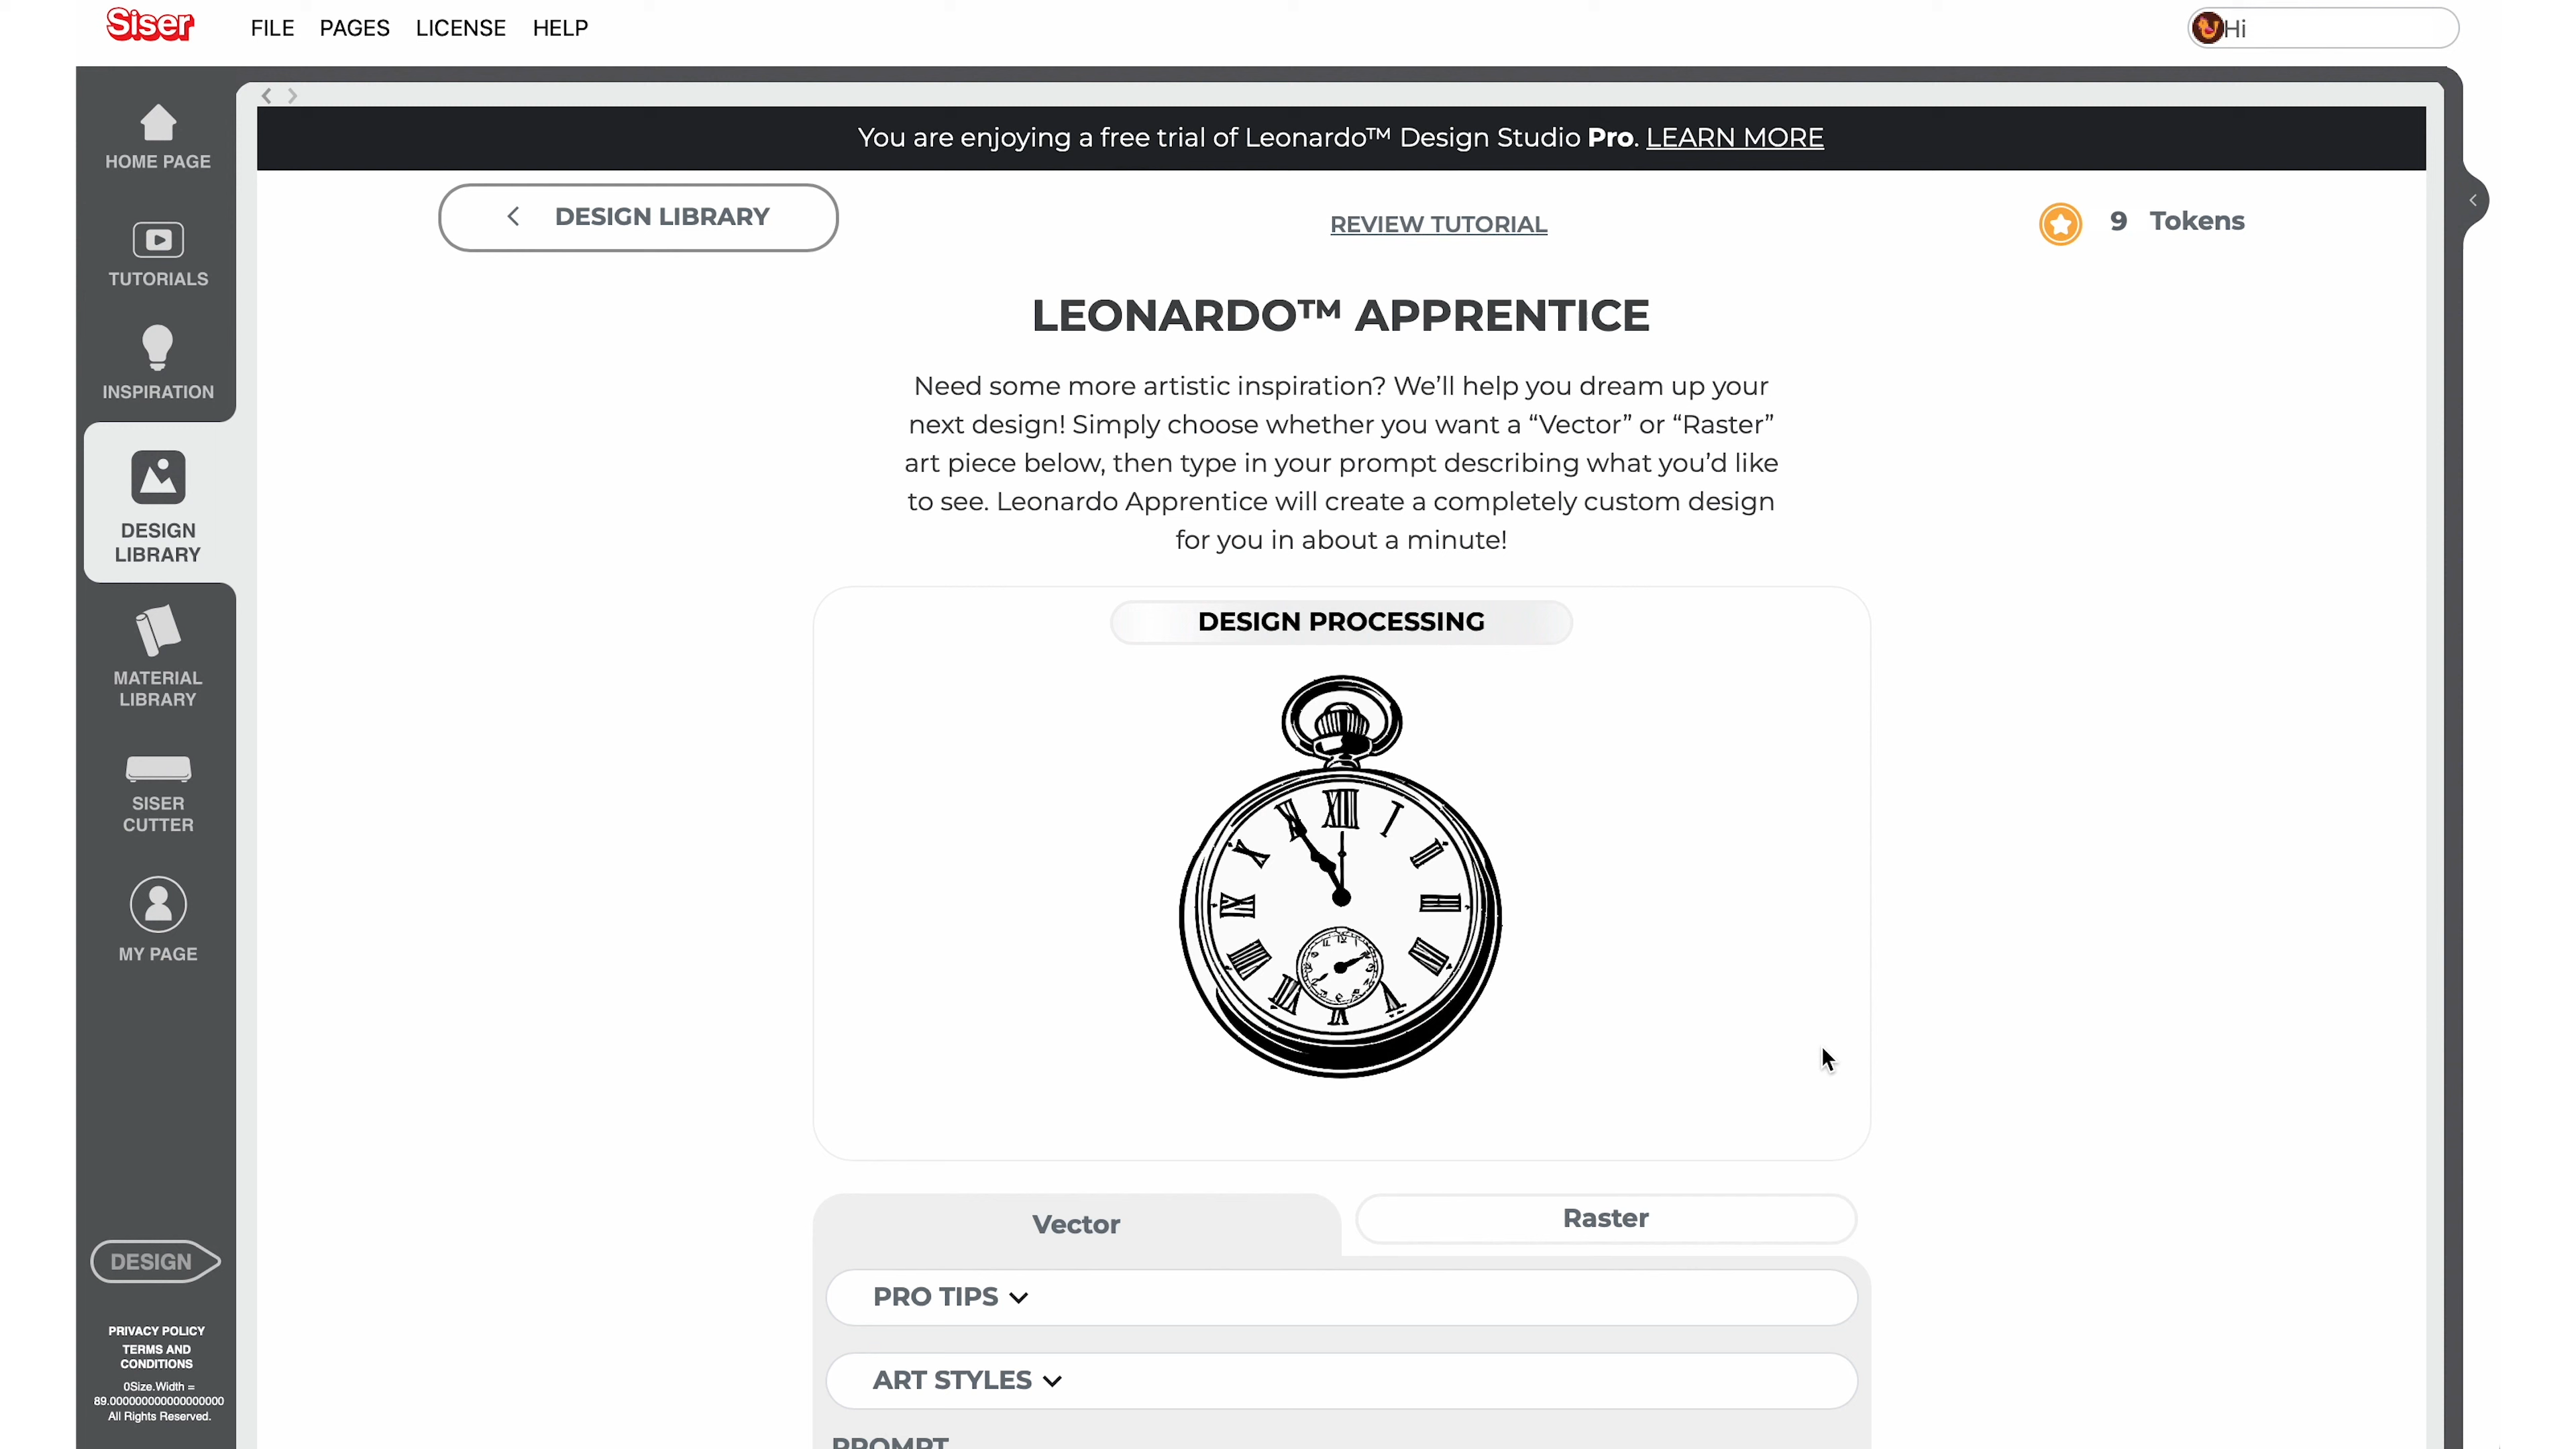 Siser
FILE PAGES LICENSE HELP
Hi
HOME PAGE
TUTORIALS
INSPIRATION
DESIGN
LIBRARY
MATERIAL
LIBRARY
SISER
CUTTER
MY PAGE
DESIGN
PRIVACY POLICY
TERMS AND
CONDITIONS
0Size.Width =
All Rights Reserved.
You are enjoying a free trial of Leonardo™ Design Studio Pro. LEARN MORE
DESIGN LIBRARY
REVIEW TUTORIAL
9 Tokens
LEONARDO™ APPRENTICE
Need some more artistic inspiration? We’ll help you dream up your
next design! Simply choose whether you want a “Vector” or “Raster”
art piece below, then type in your prompt describing what you’d like
to see. Leonardo Apprentice will create a completely custom design
for you in about a minute!
DESIGN PROCESSING
XII
Vector
Raster
PRO TIPS
ART STYLES
PROMPT